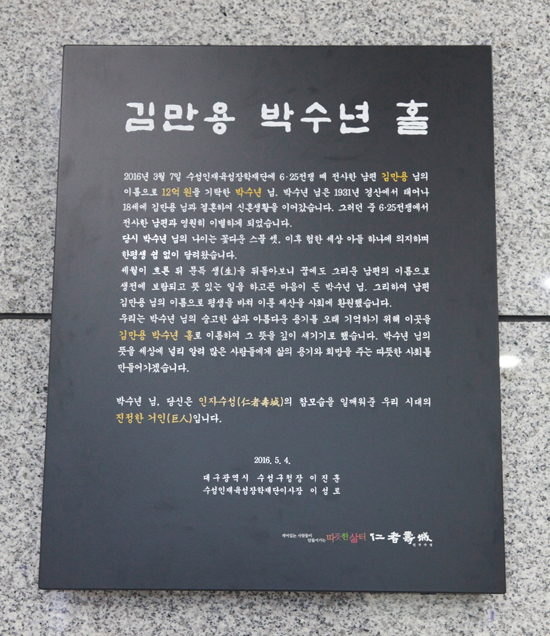 김만용 박수년 홀
2016년 3월 7일 수성인재육성장학재단에 6·25전쟁 때 전사한 남편 김만용 님의
이름으로 12억 원을 기탁한 박수년 님. 박수년 님은 1931년 경산에서 태어나
18세에 김만용 님과 결혼하여 신혼생활을 이어갔습니다. 그러던 중 6·25전쟁에서
전사한 남편과 영원히 이별하게 되었습니다.
당시 박수년 님의 나이는 꽃다운 스물 셋, 이후 험한 세상 아들 하나에 의지하며
한평생 쉼 없이 달려왔습니다.
세월이 흐른 뒤 문득 생(生)을 뒤돌아보니 꿈에도 그리운 남편의 이름으로
생전에 보람되고 뜻 있는 일을 하고픈 마음이 든 박수년 님. 그리하여 남편
김만용 님의 이름으로 평생을 바쳐 이룬 재산을 사회에 환원했습니다.
우리는 박수년 님의 숭고한 삶과 아름다운 용기를 오래 기억하기 위해 이곳을
김만용 박수년 홀로 이름하여 그 뜻을 깊이 새기기로 했습니다. 박수년 님의
뜻을 세상에 널리 알려 많은 사람들에게 삶의 용기와 희망을 주는 따뜻한 사회를
만들어가겠습니다.
박수년 님, 당신은 인자수성(仁者壽城)의 참모습을 일깨워준 우리 시대의
진정한 거인(巨人)입니다.
2016. 5. 4.
대구광역시 수성구청장 이진훈
수성인재육성장학재단이사장 이성로
깨어있는 사람들이
만들어가는 따뜻한 삶터 仁者壽城
인자수성